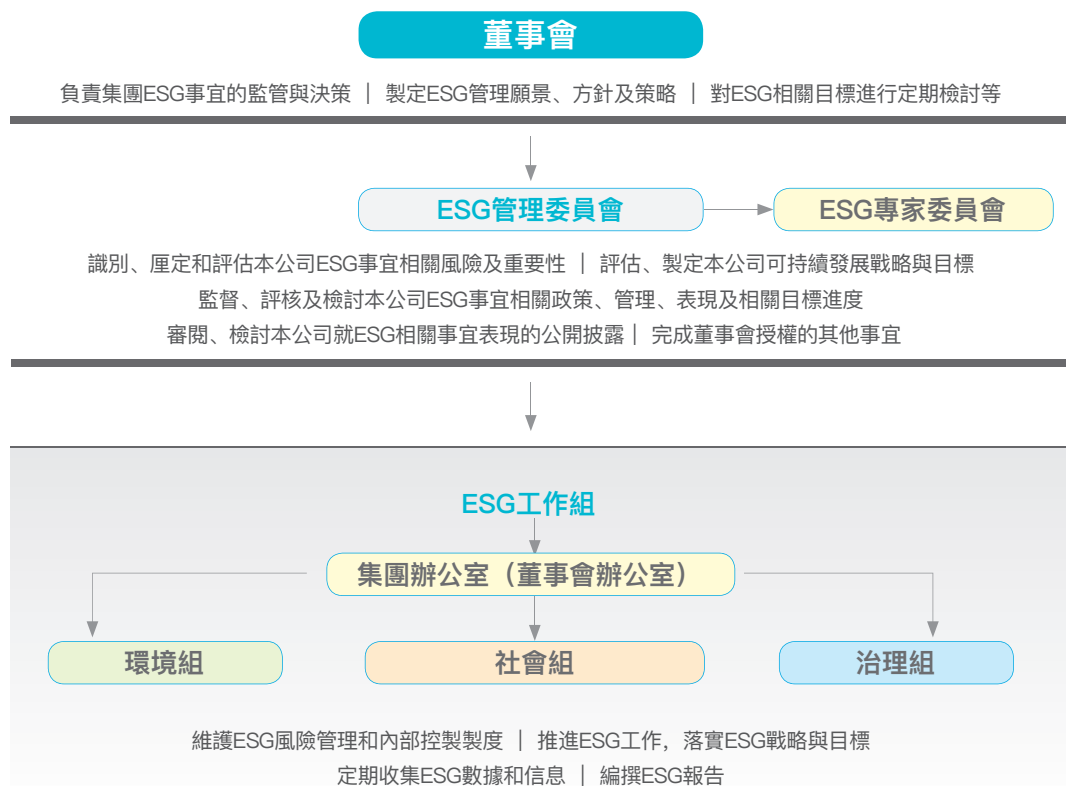 董事會
負責集團ESG事宜的監管與決策 | 製定ESG管理願景、方針及策略 | 對ESG相關目標進行定期檢討等
ESG管理委員會
ESG專家委員會
識別、厘定和評估本公司ESG事宜相關風險及重要性 | 評估、製定本公司可持續發展戰略與目標
監督、評核及檢討本公司ESG事宜相關政策、管理、表現及相關目標進度
審閱、檢討本公司就ESG相關事宜表現的公開披露 | 完成董事會授權的其他事宜
ESG工作組
集團辦公室（董事會辦公室）
環境組
社會組
治理組
維護ESG風險管理和內部控製製度 | 推進ESG工作，落實ESG戰略與目標
定期收集ESG數據和信息 | 編撰ESG報告